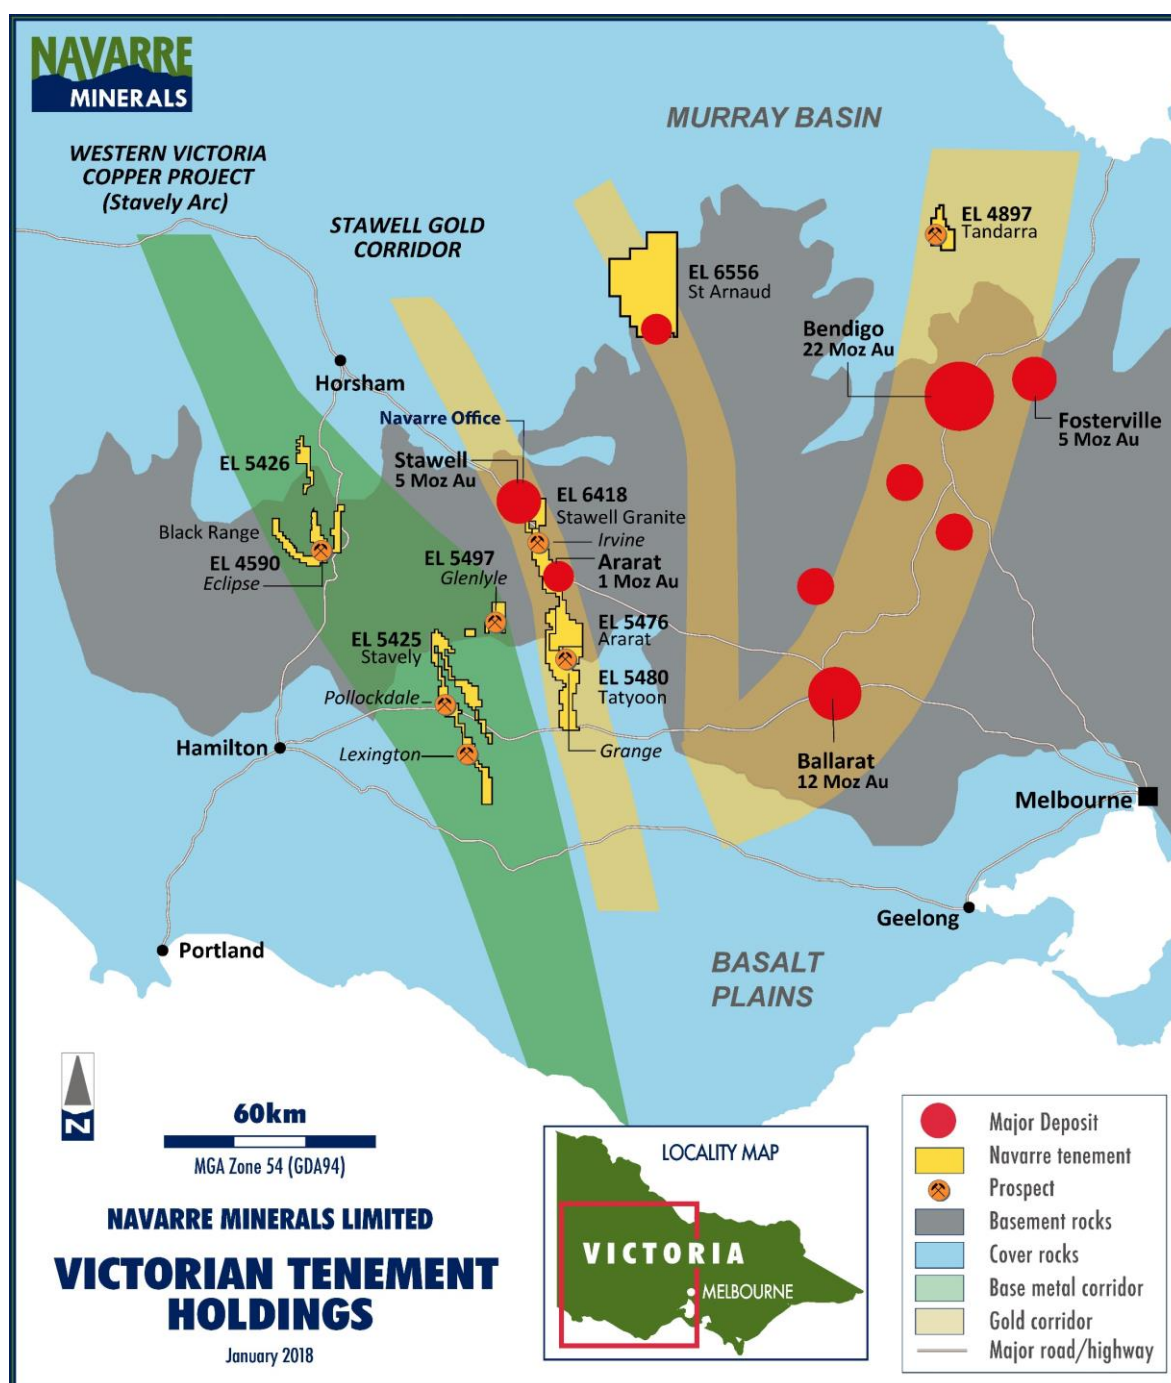 NAVARRE
MINERALS
MURRAY BASIN
WESTERN VICTORIA
COPPER PROJECT
(Stavely Arc)
STAWELL GOLD
CORRIDOR
EL 4897
Tandarra
EL 6556
St Arnaud
Bendigo
22 Moz Au
Horsham
Fosterville
5 Moz Au
Navarre Office
Stawell
5 Moz Au
EL 5426
EL 6418
Stawell Granite
Irvine
Black Range
EL 4590
Eclipse
EL 5497
Glenlyle
Ararat
1 Moz Au
EL 5476
Ararat
EL 5425
Stavely
EL 5480
Tatyoon
Pollockdale
Hamilton
Lexington
Grange
Ballarat
12 Moz Au
Melbourne
Geelong
Portland
BASALT
PLAINS
N
60km
MGA Zone 54 (GDA94)
NAVARRE MINERALS LIMITED
VICTORIAN TENEMENT
HOLDINGS
January 2018
LOCALITY MAP
VICTORIA
MELBOURNE
Major Deposit
Navarre tenement
Prospect
Basement rocks
Cover rocks
Base metal corridor
Gold corridor
Major road/highway